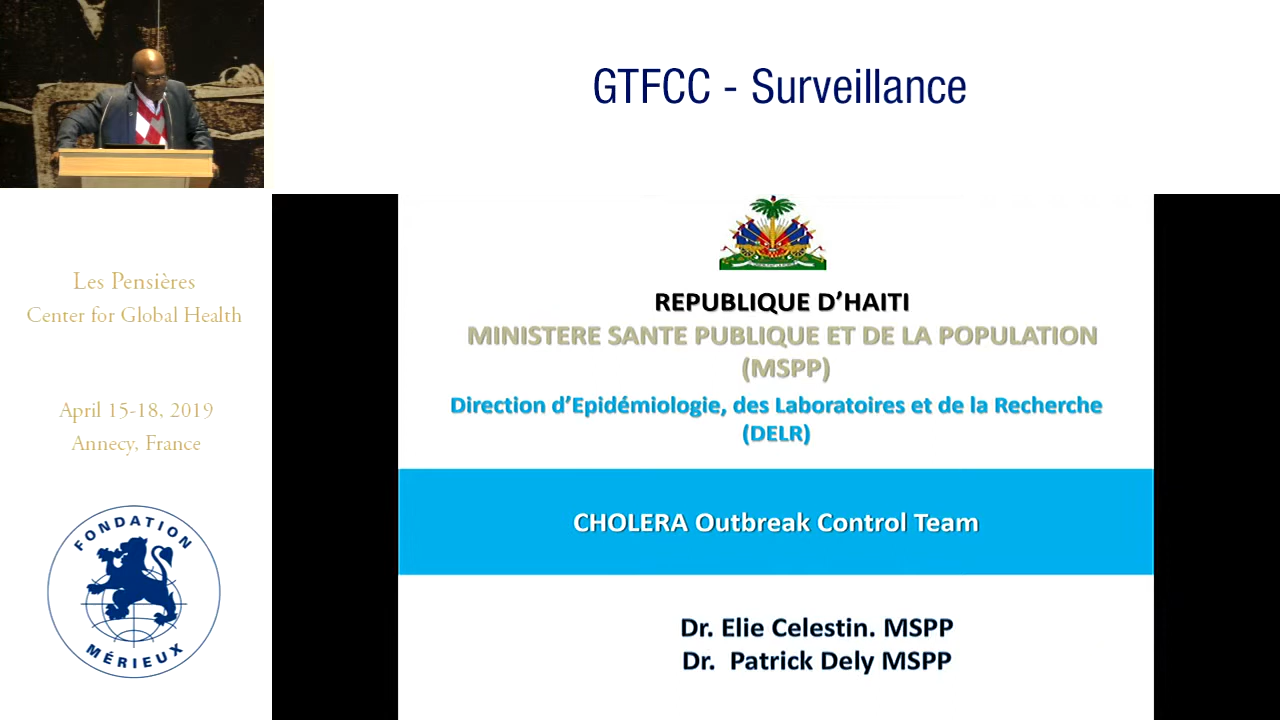 GTFCC - Surveillance
Les Pensières
Center for Global Health
April 15-18, 2019
Annecy, France
FONDATION
MÉRIEUX
REPUBLIQUE D’HAITI
MINISTERE SANTE PUBLIQUE ET DE LA POPULATION
(MSPP)
Direction d’Epidémiologie, des Laboratoires et de la Recherche
(DELR)
CHOLERA Outbreak Control Team
Dr. Elie Celestin. MSPP
Dr. Patrick Dely MSPP